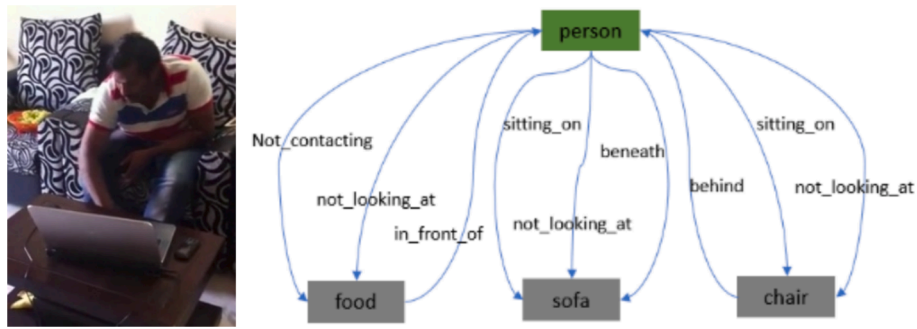 person
sitting_on
sitting_on
Not_contacting
beneath
behind
not_looking_at
not_looking_at
not_looking_at
in_front_of
food
sofa
chair